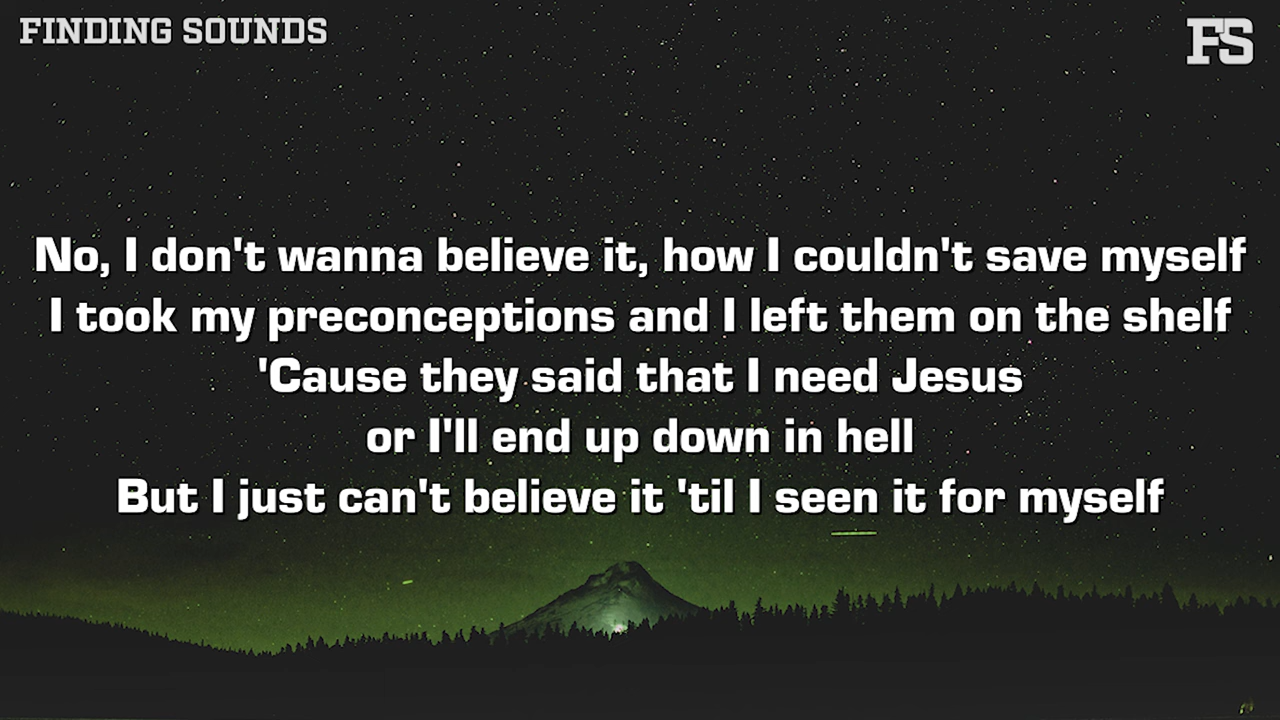 FINDING SOUNDS
FS
No, I don't wanna believe it, how I couldn't save myself
I took my preconceptions and I left them on the shelf
'Cause they said that I need Jesus
or I'll end up down in hell
But I just can't believe it 'til I seen it for myself